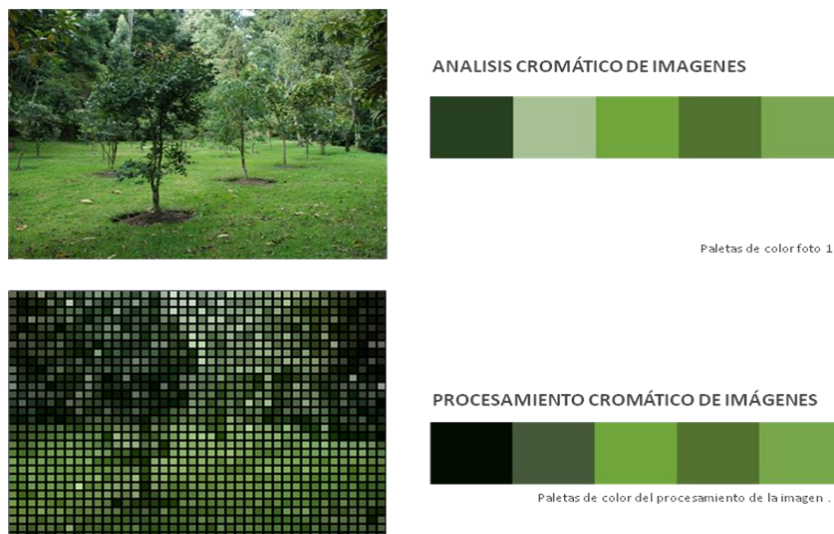 ANALISIS CROMÁTICO DE IMAGENES
Paletas de color foto 1
PROCESAMIENTO CROMÁTICO DE IMÁGENES
Paletas de color del procesamiento de la imagen .